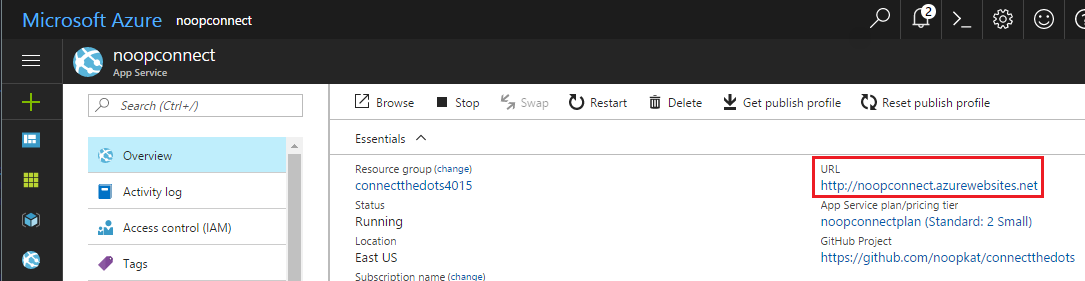 Microsoft Azure noopconnect
2
noopconnect
App Service
Search (Ctrl+/)
Browse Stop Swap Restart Delete Get publish profile Reset publish profile
Essentials
Overview
Activity log
Access control (IAM)
Tags
Resource group (change)
connectthedots4015
Status
Running
Location
East US
Subscription name (change)
URL
http://noopconnect.azurewebsites.net
App Service plan/pricing tier
noopconnectplan (Standard: 2 Small)
GitHub Project
https://github.com/noopkat/connectthedots